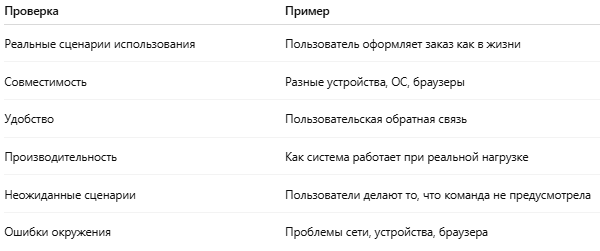 Проверка Пример
Реальные сценарии использования Пользователь оформляет заказ как в жизни
Совместимость Разные устройства, ОС, браузеры
Удобство Пользовательская обратная связь
Производительность Как система работает при реальной нагрузке
Неожиданные сценарии Пользователи делают то, что команда не предусмотрела
Ошибки окружения Проблемы сети, устройства, браузера